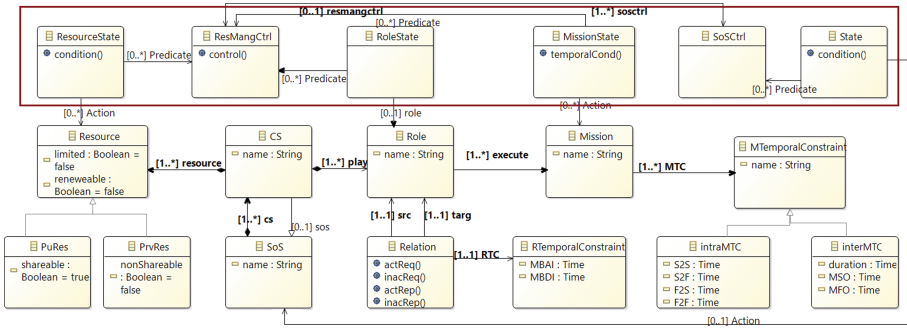 [0..1] resmangctrl
[1..*] sosctrl
ResourceState
condition()
ResMangCtrl
control()
[0..*] Predicate
RoleState
MissionState
temporalCond()
SoSCtrl
State
condition()
[0..*] Predicate
[0..*] Predicate
[0..*] Predicate
[0..*] Action
[0..1] role
[0..*] Action
Resource
limited : Boolean =
false
reneweable :
Boolean = false
[1..*] resource
CS
name : String
[1..*] play
Role
name : String
[1..*] execute
Mission
name : String
[1..*] MTC
MTemporalConstraint
name : String
[1..*] cs
[0..1] sos
[1..1] src
[1..1] targ
PuRes
shareable :
Boolean = true
PrvRes
nonShareable
: Boolean =
false
SoS
name : String
Relation
actReq()
inacReq()
actRep()
inacRep()
[1..1] RTC
RTemporalConstraint
MBAI : Time
MBDI : Time
intraMTC
S2S : Time
S2F : Time
F2S : Time
F2F : Time
interMTC
duration : Time
MSO : Time
MFO : Time
[0..1] Action